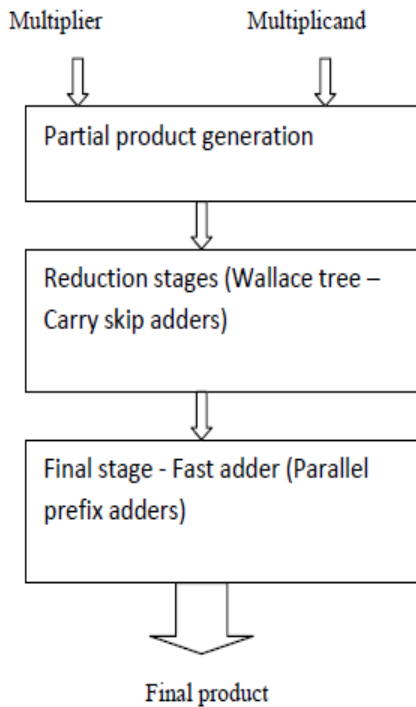 Multiplier Multiplicand
Partial product generation
Reduction stages (Wallace tree –
Carry skip adders)
Final stage - Fast adder (Parallel
prefix adders)
Final product